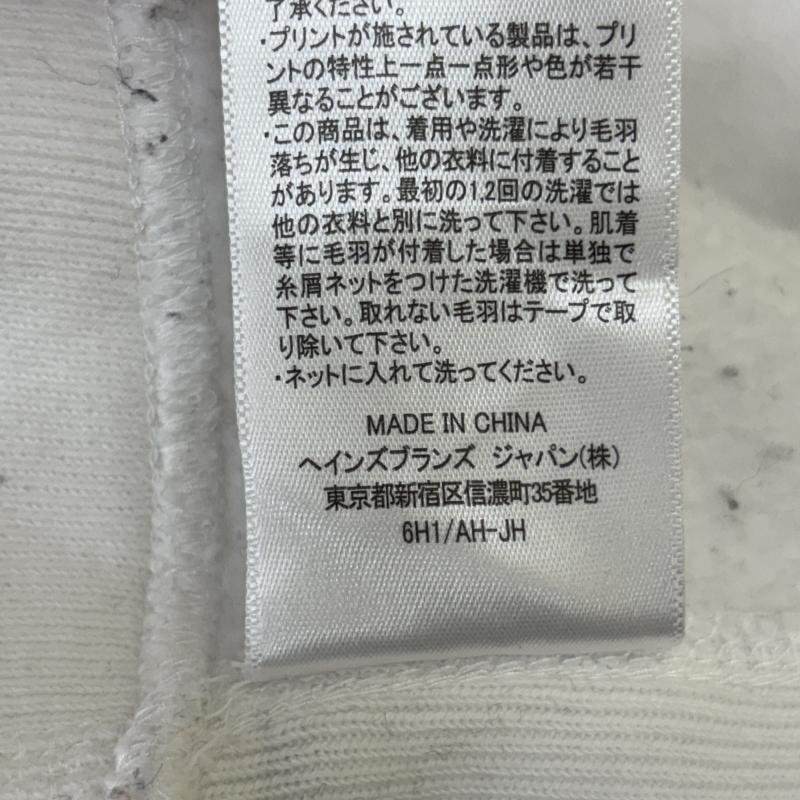 了承ください。
・プリントが施されている製品は、プリ
ントの特性上一点一点形や色が若干
異なることがございます。
・この商品は、着用や洗濯により毛羽
落ちが生じ、他の衣料に付着すること
があります。最初の1,2回の洗濯では
他の衣料と別に洗って下さい。肌着
等に毛羽が付着した場合は単独で
糸屑ネットをつけた洗濯機で洗って
下さい。取れない毛羽はテープで取
り除いて下さい。
・ネットに入れて洗ってください。
MADE IN CHINA
ヘインズブランズ ジャパン(株)
東京都新宿区信濃町35番地
6H1/AH-JH